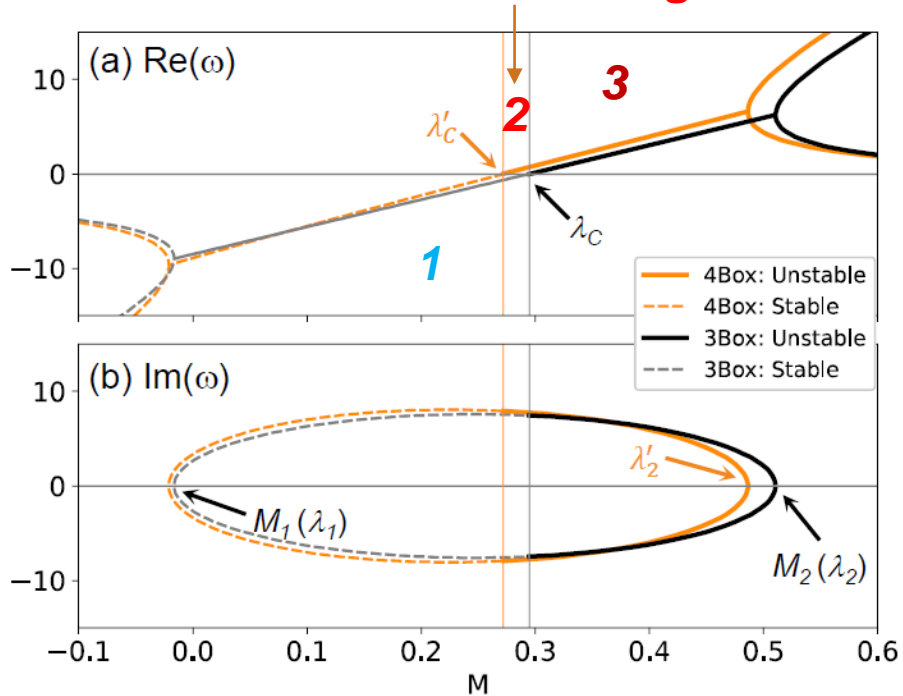 (a) Re(ω)
10
0
−10
λ′C
2
3
1
λC
4Box: Unstable
4Box: Stable
3Box: Unstable
3Box: Stable
(b) Im(ω)
10
0
−10
λ′2
M1(λ1)
M2(λ2)
−0.1 0.0 0.1 0.2 0.3 0.4 0.5 0.6
M